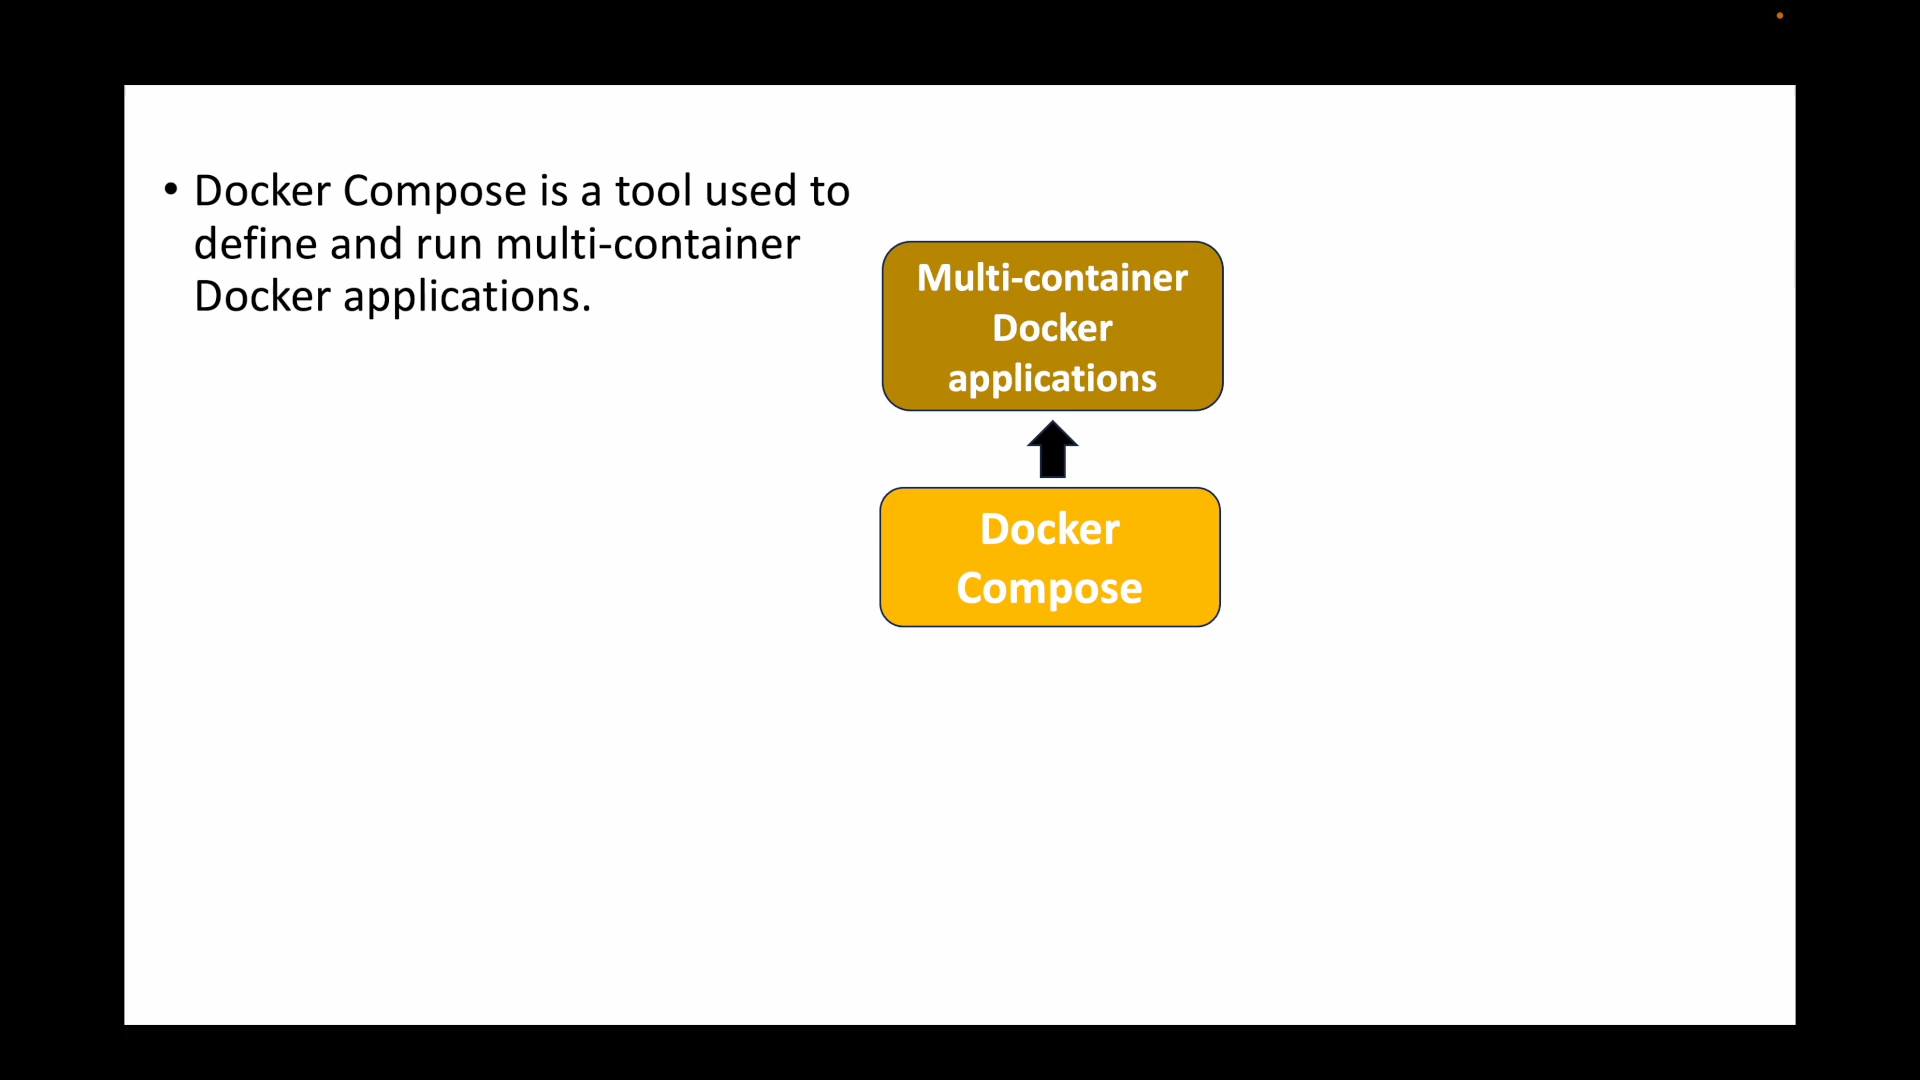 • Docker Compose is a tool used to
define and run multi-container
Docker applications.
Multi-container
Docker
applications
Docker
Compose